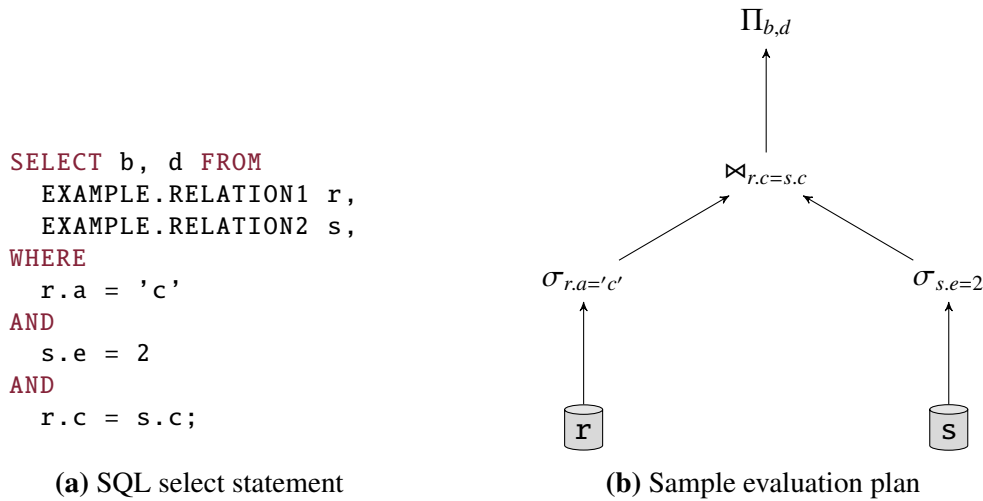 SELECT b, d FROM
EXAMPLE.RELATION1 r,
EXAMPLE.RELATION2 s,
WHERE
r.a = 'c'
AND
s.e = 2
AND
r.c = s.c;
(a) SQL select statement
Π_{b,d}
⋈_{r.c=s.c}
σ_{r.a='c'}
σ_{s.e=2}
r
s
(b) Sample evaluation plan